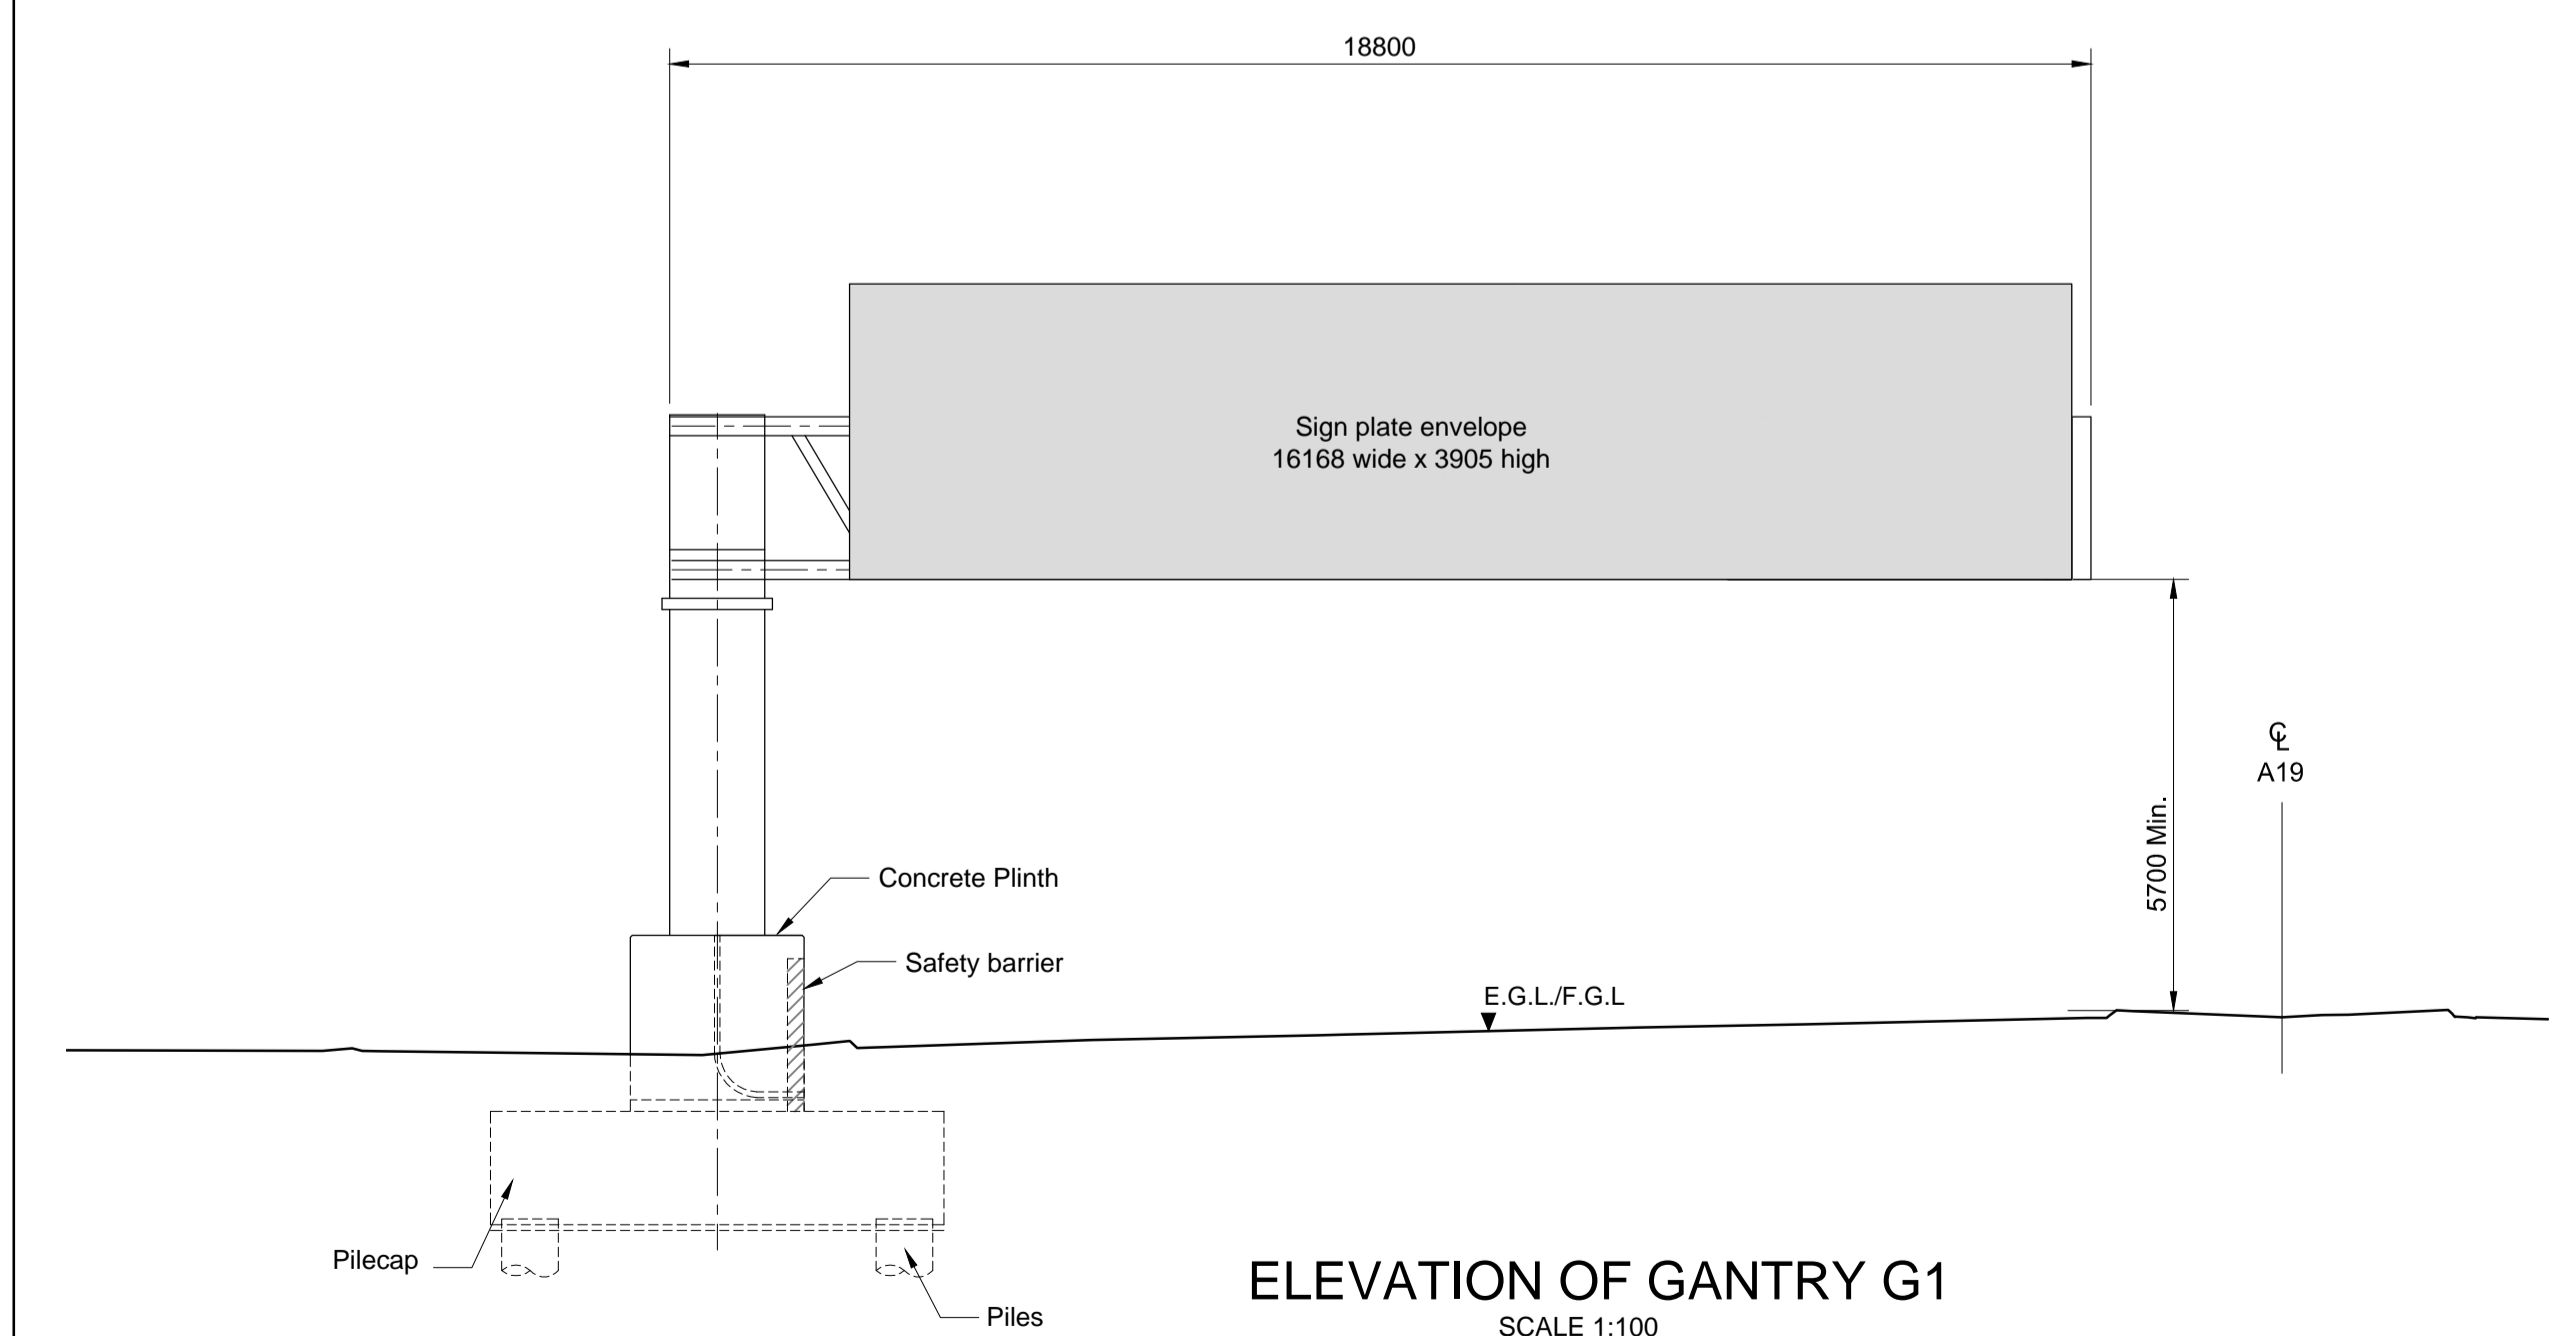 18800
Sign plate envelope
16168 wide x 3905 high
℄
A19
5700 Min.
Concrete Plinth
Safety barrier
E.G.L./F.G.L
Pilecap
Piles
ELEVATION OF GANTRY G1
SCALE 1:100